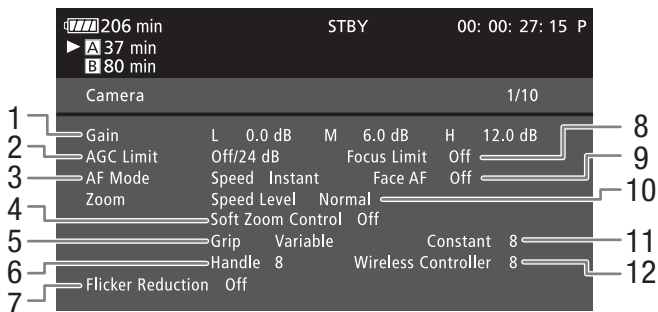 206 min STBY 00: 00: 27: 15 P
A 37 min
B 80 min
Camera 1/10
1 Gain L 0.0 dB M 6.0 dB H 12.0 dB 8
2 AGC Limit Off/24 dB Focus Limit Off
3 AF Mode Speed Instant Face AF Off 9
Zoom Speed Level Normal 10
4 Soft Zoom Control Off
5 Grip Variable Constant 8 11
6 Handle 8 Wireless Controller 8 12
7 Flicker Reduction Off